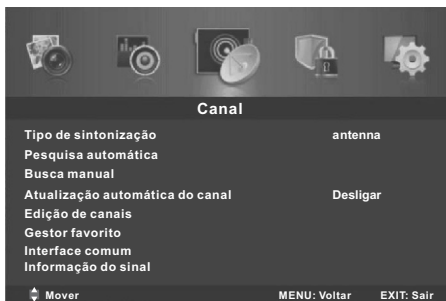 Canal
Tipo de sintonização antenna
Pesquisa automática
Busca manual
Atualização automática do canal Desligar
Edição de canais
Gestor favorito
Interface comum
Informação do sinal
Mover MENU: Voltar EXIT: Sair